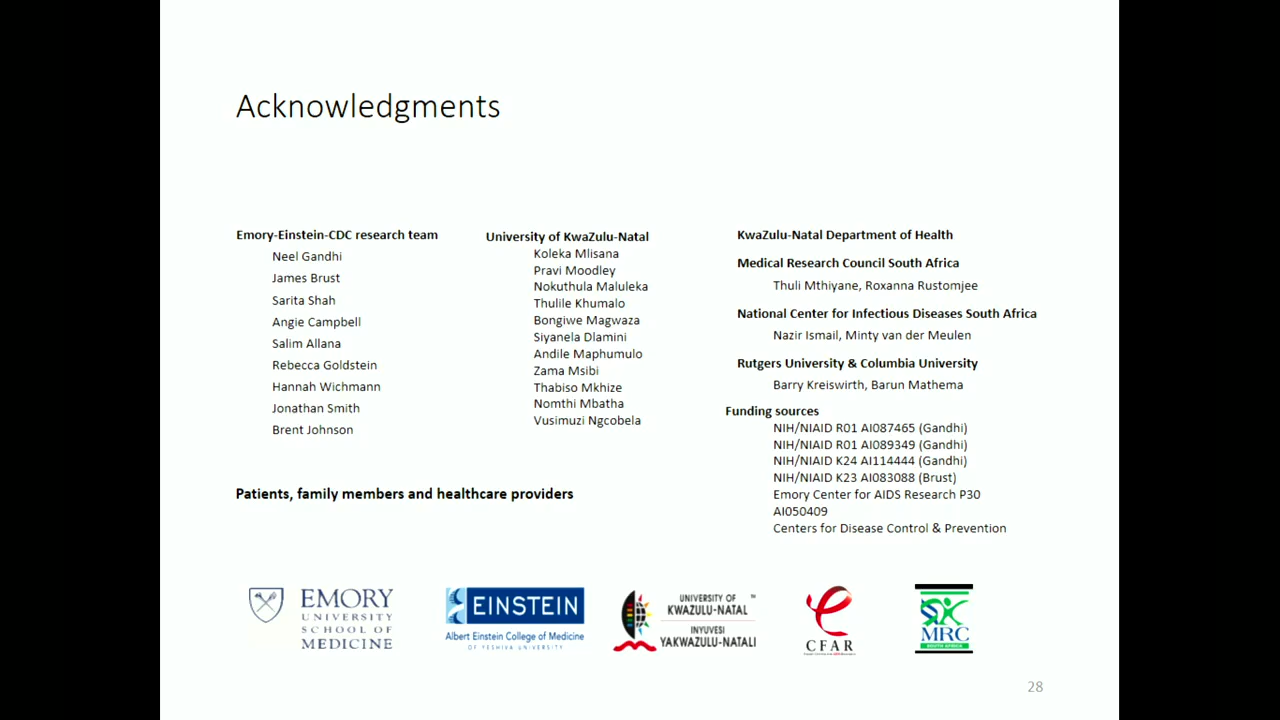 Acknowledgments
Emory-Einstein-CDC research team
Neel Gandhi
James Brust
Sarita Shah
Angie Campbell
Salim Allana
Rebecca Goldstein
Hannah Wichmann
Jonathan Smith
Brent Johnson
Patients, family members and healthcare providers
University of KwaZulu-Natal
Koleka Mlisana
Pravi Moodley
Nokuthula Maluleka
Thulile Khumalo
Bongiwe Magwaza
Siyanela Dlamini
Andile Maphumulo
Zama Msibi
Thabiso Mkhize
Nomthi Mbatha
Vusimuzi Ngcobela
KwaZulu-Natal Department of Health
Medical Research Council South Africa
Thuli Mthiyane, Roxanna Rustomjee
National Center for Infectious Diseases South Africa
Nazir Ismail, Minty van der Meulen
Rutgers University & Columbia University
Barry Kreiswirth, Barun Mathema
Funding sources
NIH/NIAID R01 AI087465 (Gandhi)
NIH/NIAID R01 AI089349 (Gandhi)
NIH/NIAID K24 AI114444 (Gandhi)
NIH/NIAID K23 AI083088 (Brust)
Emory Center for AIDS Research P30
AI050409
Centers for Disease Control & Prevention
EMORY
UNIVERSITY
SCHOOL OF
MEDICINE
EINSTEIN
Albert Einstein College of Medicine
OF YESHIVA UNIVERSITY
UNIVERSITY OF ™
KWAZULU-NATAL
INYUVESI
YAKWAZULU-NATALI
CFAR
MRC
SOUTH AFRICA
28